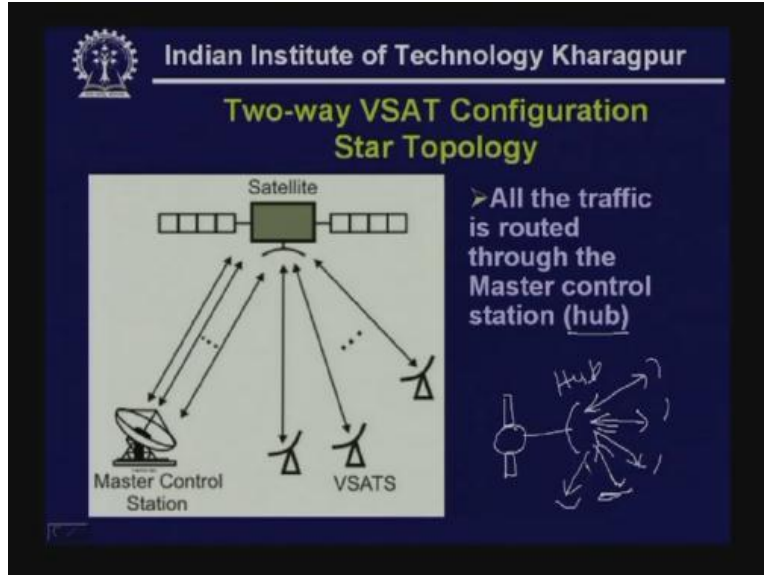 Indian Institute of Technology Kharagpur
Two-way VSAT Configuration
Star Topology
Satellite
Master Control
Station
VSATS
➢All the traffic
is routed
through the
Master control
station (hub)
Hub